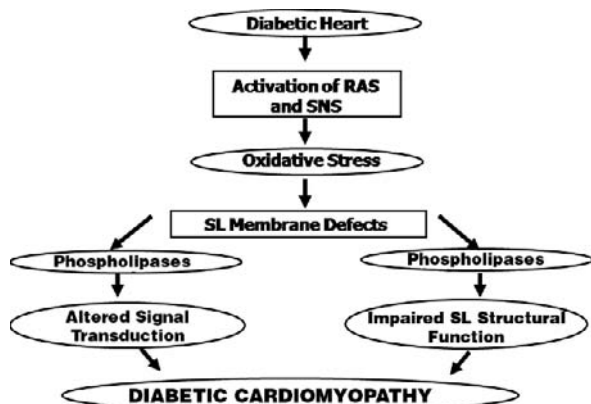 Diabetic Heart
Activation of RAS
and SNS
Oxidative Stress
SL Membrane Defects
Phospholipases
Phospholipases
Altered Signal
Transduction
Impaired SL Structural
Function
DIABETIC CARDIOMYOPATHY